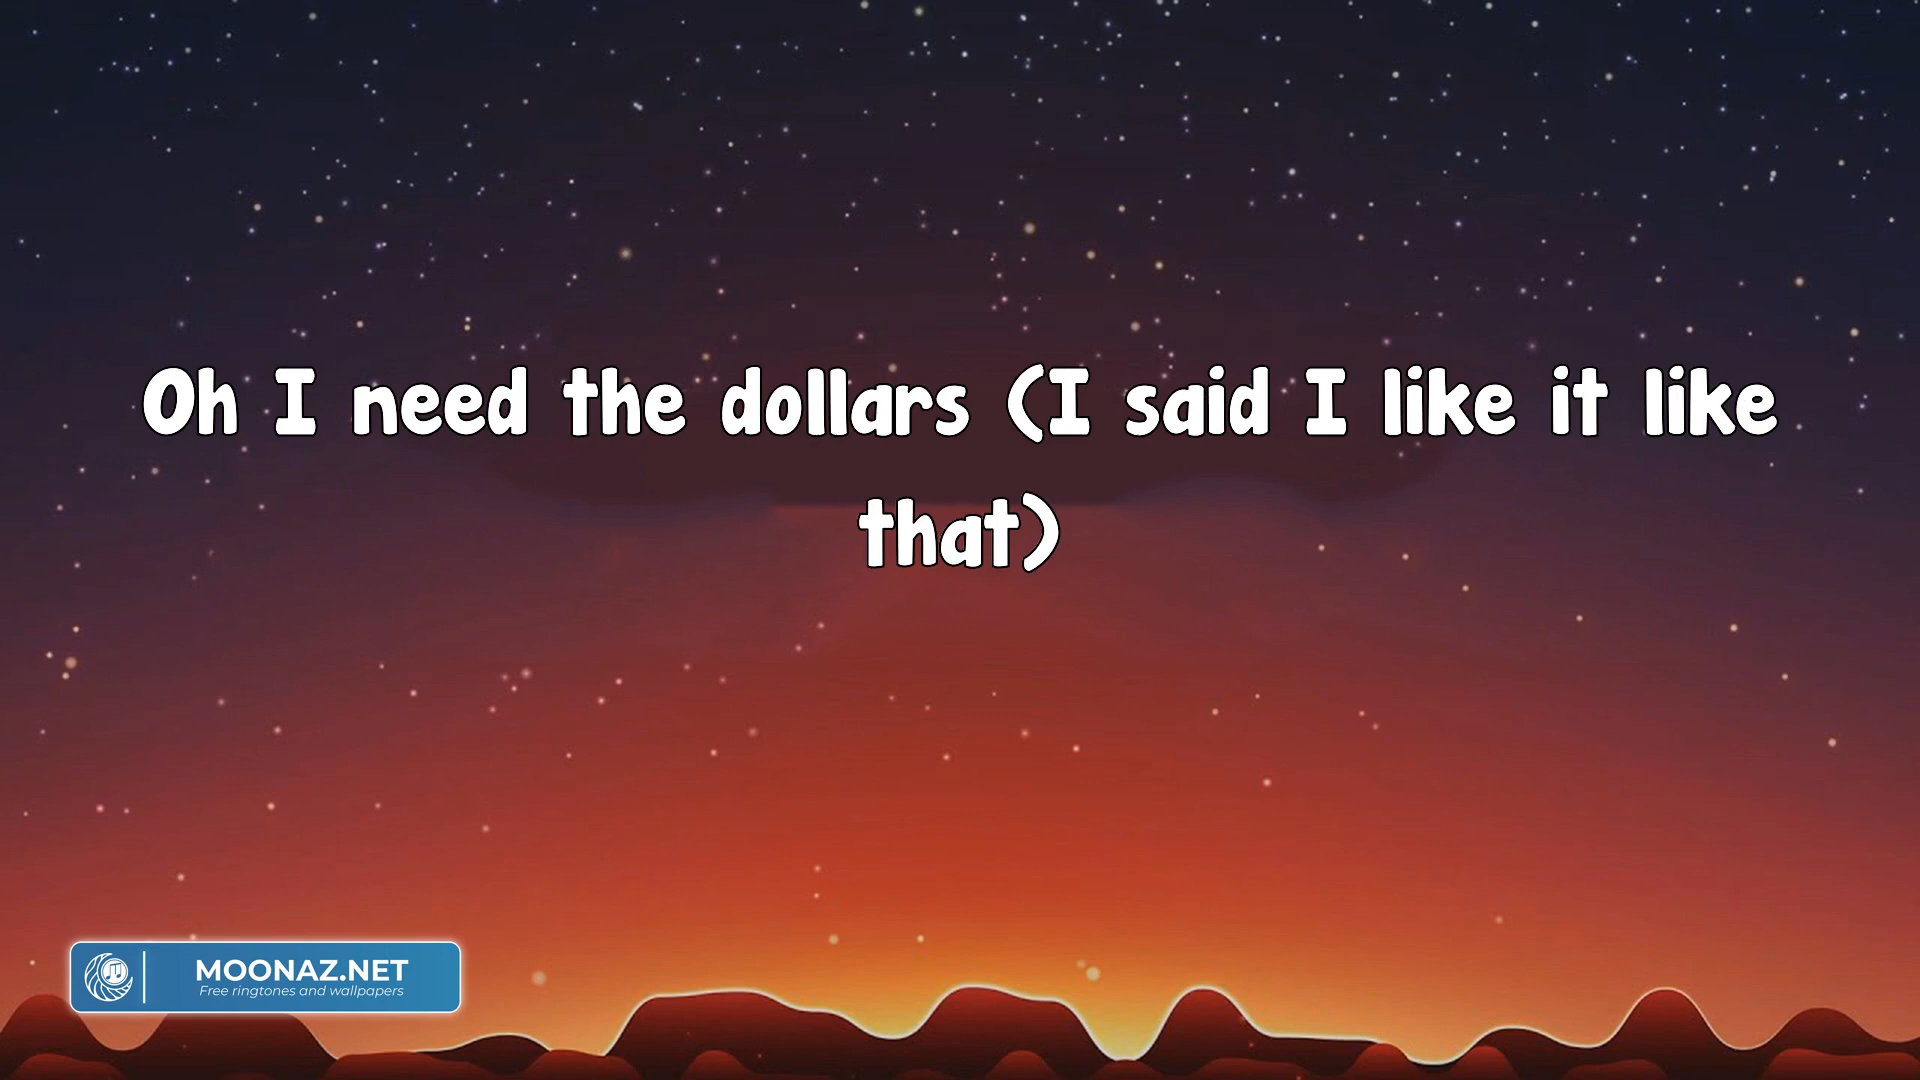 Oh I need the dollars (I said I like it like
that)
MOONAZ.NET
Free ringtones and wallpapers